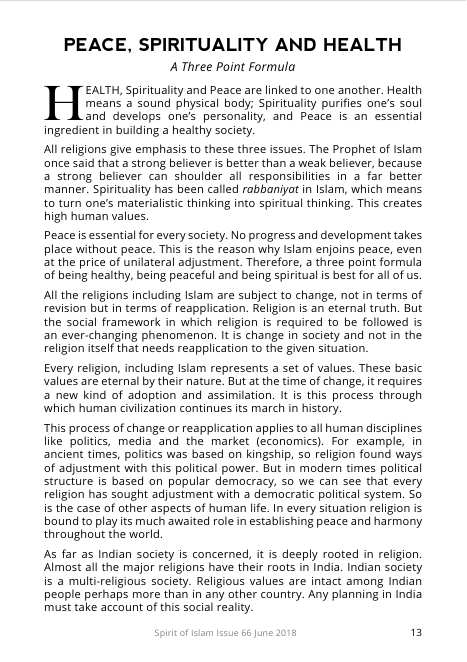 PEACE, SPIRITUALITY AND HEALTH
A Three Point Formula
HEALTH, Spirituality and Peace are linked to one another. Health
means a sound physical body; Spirituality purifies one’s soul
and develops one’s personality, and Peace is an essential
ingredient in building a healthy society.
All religions give emphasis to these three issues. The Prophet of Islam
once said that a strong believer is better than a weak believer, because
a strong believer can shoulder all responsibilities in a far better
manner. Spirituality has been called rabbaniyat in Islam, which means
to turn one’s materialistic thinking into spiritual thinking. This creates
high human values.
Peace is essential for every society. No progress and development takes
place without peace. This is the reason why Islam enjoins peace, even
at the price of unilateral adjustment. Therefore, a three point formula
of being healthy, being peaceful and being spiritual is best for all of us.
All the religions including Islam are subject to change, not in terms of
revision but in terms of reapplication. Religion is an eternal truth. But
the social framework in which religion is required to be followed is
an ever-changing phenomenon. It is change in society and not in the
religion itself that needs reapplication to the given situation.
Every religion, including Islam represents a set of values. These basic
values are eternal by their nature. But at the time of change, it requires
a new kind of adoption and assimilation. It is this process through
which human civilization continues its march in history.
This process of change or reapplication applies to all human disciplines
like politics, media and the market (economics). For example, in
ancient times, politics was based on kingship, so religion found ways
of adjustment with this political power. But in modern times political
structure is based on popular democracy, so we can see that every
religion has sought adjustment with a democratic political system. So
is the case of other aspects of human life. In every situation religion is
bound to play its much awaited role in establishing peace and harmony
throughout the world.
As far as Indian society is concerned, it is deeply rooted in religion.
Almost all the major religions have their roots in India. Indian society
is a multi-religious society. Religious values are intact among Indian
people perhaps more than in any other country. Any planning in India
must take account of this social reality.
Spirit of Islam Issue 66 June 2018 13